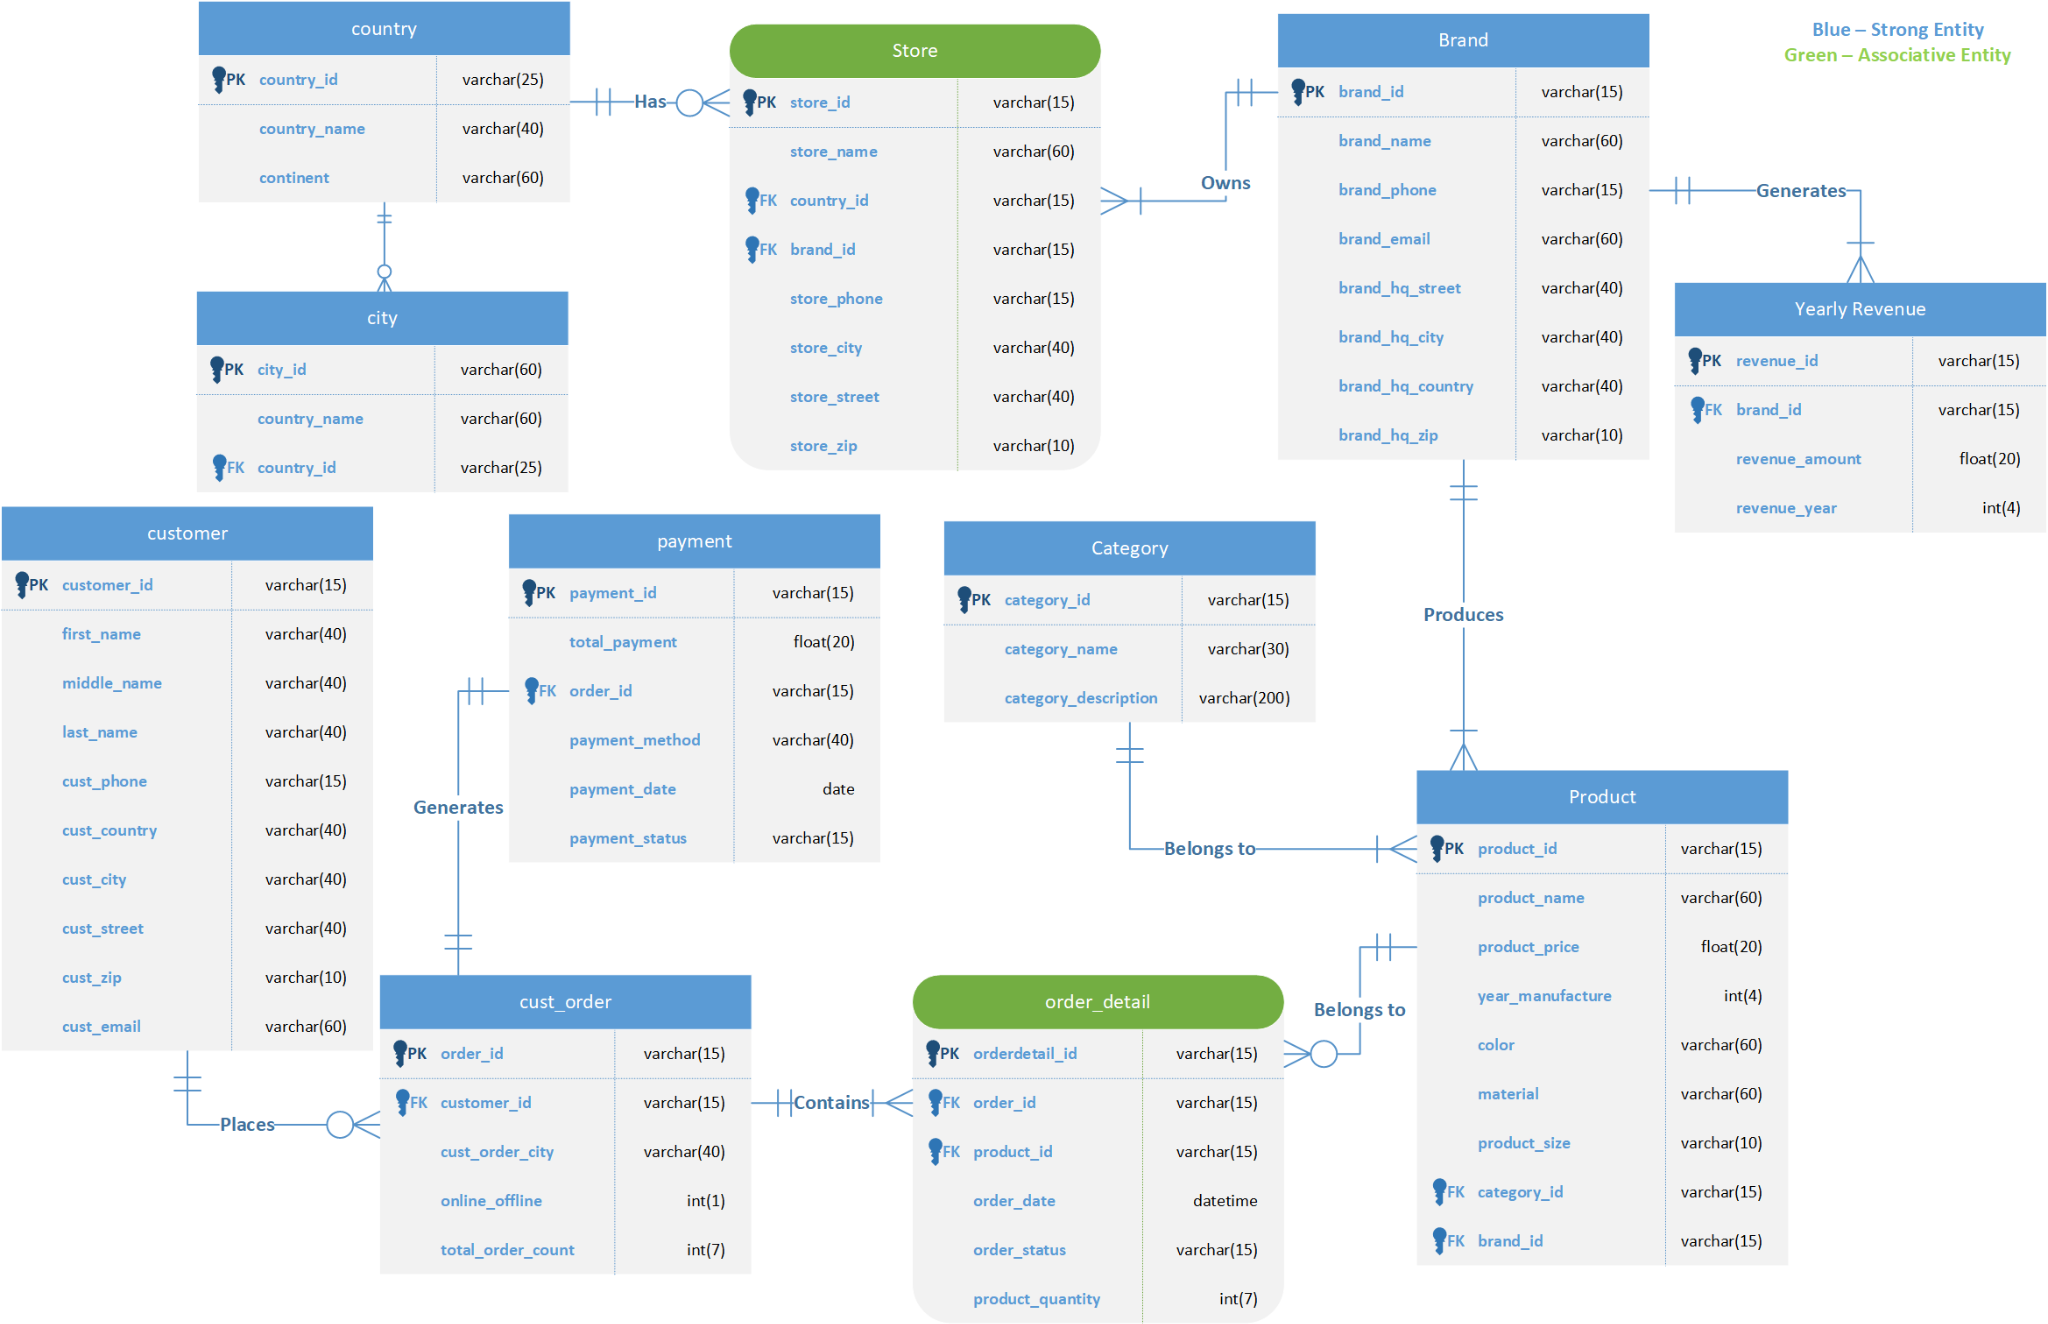 country
PK country_id varchar(25)
country_name varchar(40)
continent varchar(60)
Has
Store
PK store_id varchar(15)
store_name varchar(60)
FK country_id varchar(15)
FK brand_id varchar(15)
store_phone varchar(15)
store_city varchar(40)
store_street varchar(40)
store_zip varchar(10)
Owns
Brand
PK brand_id varchar(15)
brand_name varchar(60)
brand_phone varchar(15)
brand_email varchar(60)
brand_hq_street varchar(40)
brand_hq_city varchar(40)
brand_hq_country varchar(40)
brand_hq_zip varchar(10)
Blue – Strong Entity
Green – Associative Entity
Generates
Yearly Revenue
PK revenue_id varchar(15)
FK brand_id varchar(15)
revenue_amount float(20)
revenue_year int(4)
city
PK city_id varchar(60)
country_name varchar(60)
FK country_id varchar(25)
customer
PK customer_id varchar(15)
first_name varchar(40)
middle_name varchar(40)
last_name varchar(40)
cust_phone varchar(15)
cust_country varchar(40)
cust_city varchar(40)
cust_street varchar(40)
cust_zip varchar(10)
cust_email varchar(60)
Places
payment
PK payment_id varchar(15)
total_payment float(20)
FK order_id varchar(15)
payment_method varchar(40)
payment_date date
payment_status varchar(15)
Generates
Category
PK category_id varchar(15)
category_name varchar(30)
category_description varchar(200)
Belongs to
Produces
Product
PK product_id varchar(15)
product_name varchar(60)
product_price float(20)
year_manufacture int(4)
color varchar(60)
material varchar(60)
product_size varchar(10)
FK category_id varchar(15)
FK brand_id varchar(15)
Belongs to
cust_order
PK order_id varchar(15)
FK customer_id varchar(15)
cust_order_city varchar(40)
online_offline int(1)
total_order_count int(7)
Contains
order_detail
PK orderdetail_id varchar(15)
FK order_id varchar(15)
FK product_id varchar(15)
order_date datetime
order_status varchar(15)
product_quantity int(7)